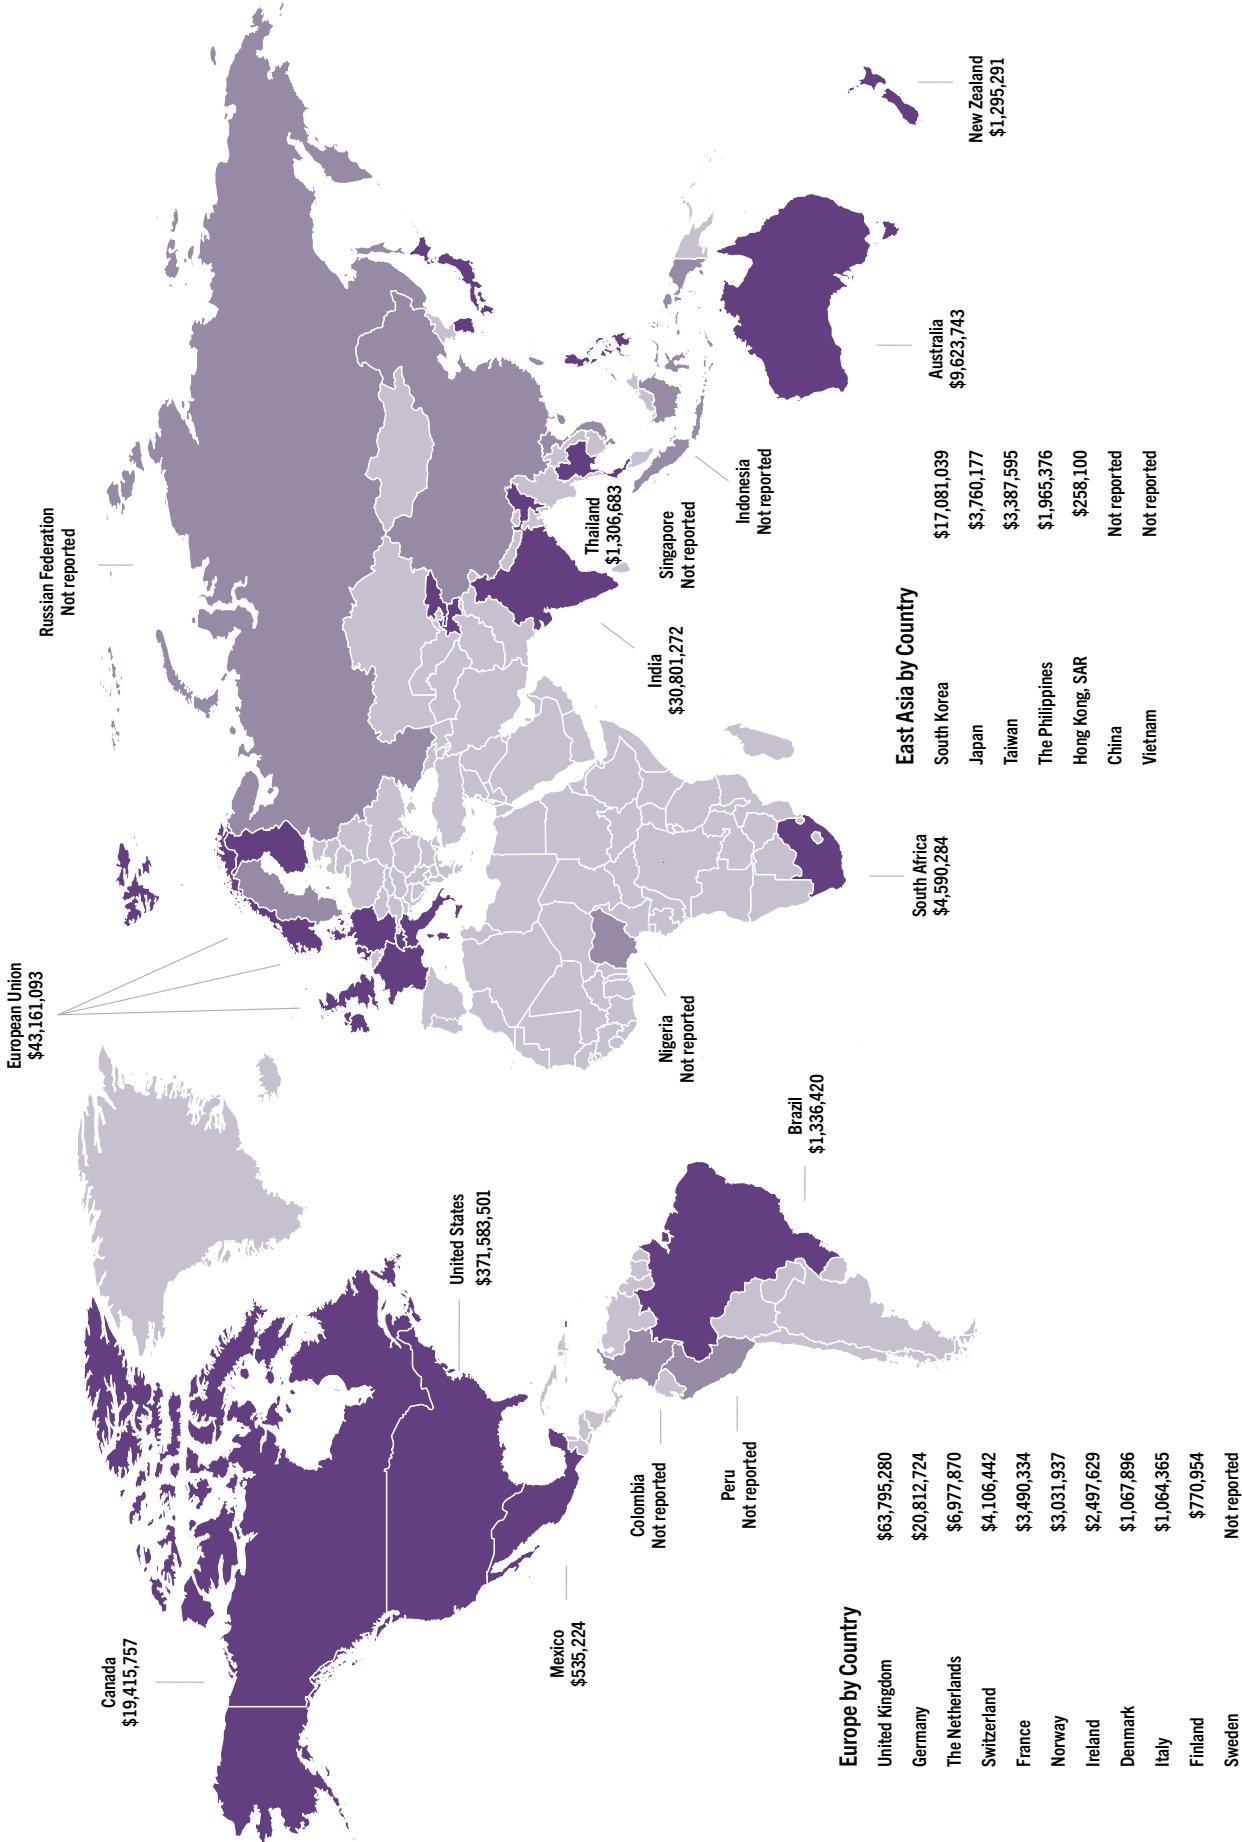 Russian Federation
Not reported
European Union
$43,161,093
Canada
$19,415,757
United States
$371,583,501
Mexico
$535,224
Colombia
Not reported
Peru
Not reported
Brazil
$1,336,420
Nigeria
Not reported
South Africa
$4,590,284
India
$30,801,272
Thailand
$1,306,683
Singapore
Not reported
Indonesia
Not reported
Australia
$9,623,743
New Zealand
$1,295,291
Europe by Country
United Kingdom $63,795,280
Germany $20,812,724
The Netherlands $6,977,870
Switzerland $4,106,442
France $3,490,334
Norway $3,031,937
Ireland $2,497,629
Denmark $1,067,896
Italy $1,064,365
Finland $770,954
Sweden Not reported
East Asia by Country
South Korea $17,081,039
Japan $3,760,177
Taiwan $3,387,595
The Philippines $1,965,376
Hong Kong, SAR $258,100
China Not reported
Vietnam Not reported